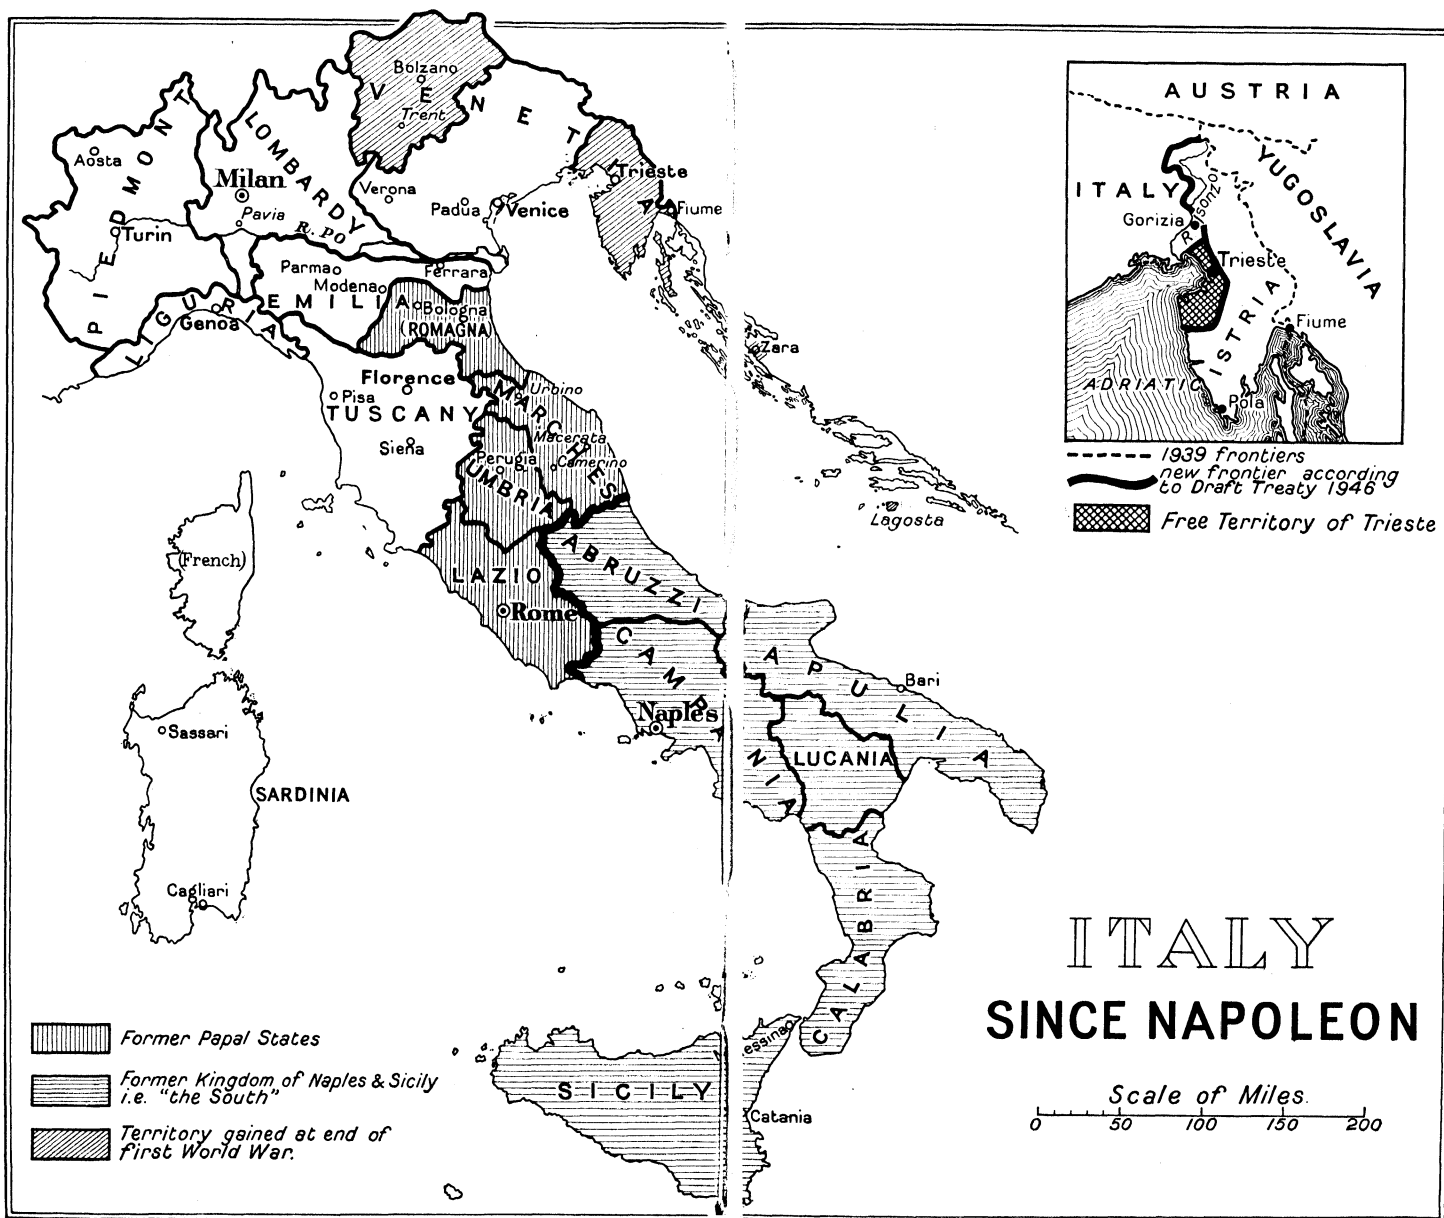 Bolzano
VENETIA
Trent
Aosta
PIEDMONT
LOMBARDY
Milan
Pavia
R. PO
Turin
Verona
Padua
Venice
Trieste
Fiume
Parma
Modena
Ferrara
EMILIA
Bologna
(ROMAGNA)
LIGURIA
Genoa
Zara
Florence
Pisa
TUSCANY
Siena
Urbino
MARCHES
Macerata
Camerino
Perugia
UMBRIA
Lagosta
(French)
LAZIO
Rome
ABRUZZI
CAMPANIA
Naples
APULIA
Bari
LUCANIA
CALABRIA
Sassari
SARDINIA
Cagliari
SICILY
essina
Catania
AUSTRIA
YUGOSLAVIA
ITALY
R. Isonzo
Gorizia
Trieste
ISTRIA
Fiume
ADRIATIC
Pola
1939 frontiers
new frontier according
to Draft Treaty 1946
Free Territory of Trieste
Former Papal States
Former Kingdom of Naples & Sicily
i.e. "the South"
Territory gained at end of
first World War.
ITALY
SINCE NAPOLEON
Scale of Miles.
0 50 100 150 200